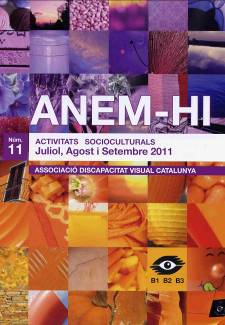 ANEM-HI
Núm.
11
ACTIVITATS SOCIOCULTURALS
Juliol, Agost i Setembre 2011
ASSOCIACIÓ DISCAPACITAT VISUAL CATALUNYA
B1 B2 B3